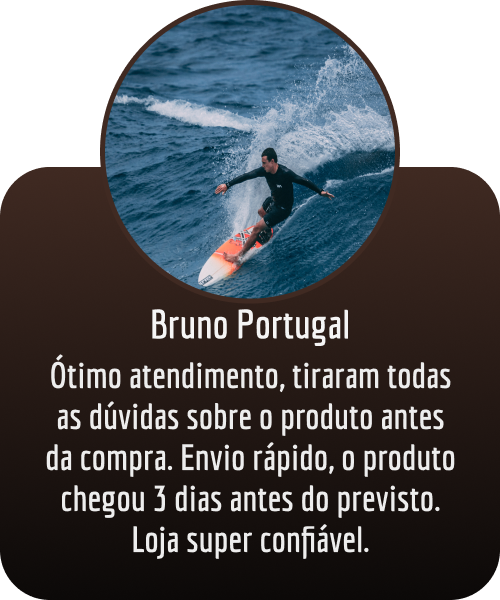 Bruno Portugal
Ótimo atendimento, tiraram todas
as dúvidas sobre o produto antes
da compra. Envio rápido, o produto
chegou 3 dias antes do previsto.
Loja super confiável.